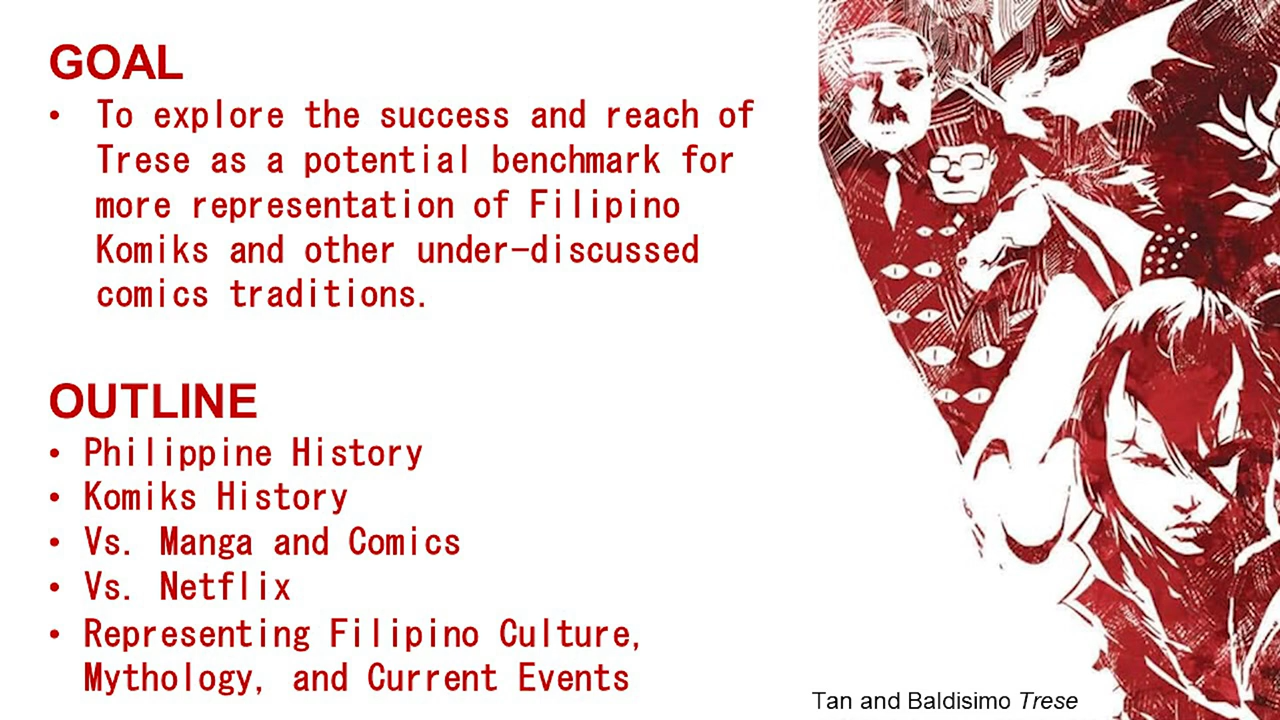 GOAL
• To explore the success and reach of
Trese as a potential benchmark for
more representation of Filipino
Komiks and other under-discussed
comics traditions.
OUTLINE
• Philippine History
• Komiks History
• Vs. Manga and Comics
• Vs. Netflix
• Representing Filipino Culture,
Mythology, and Current Events
Tan and Baldisimo Trese